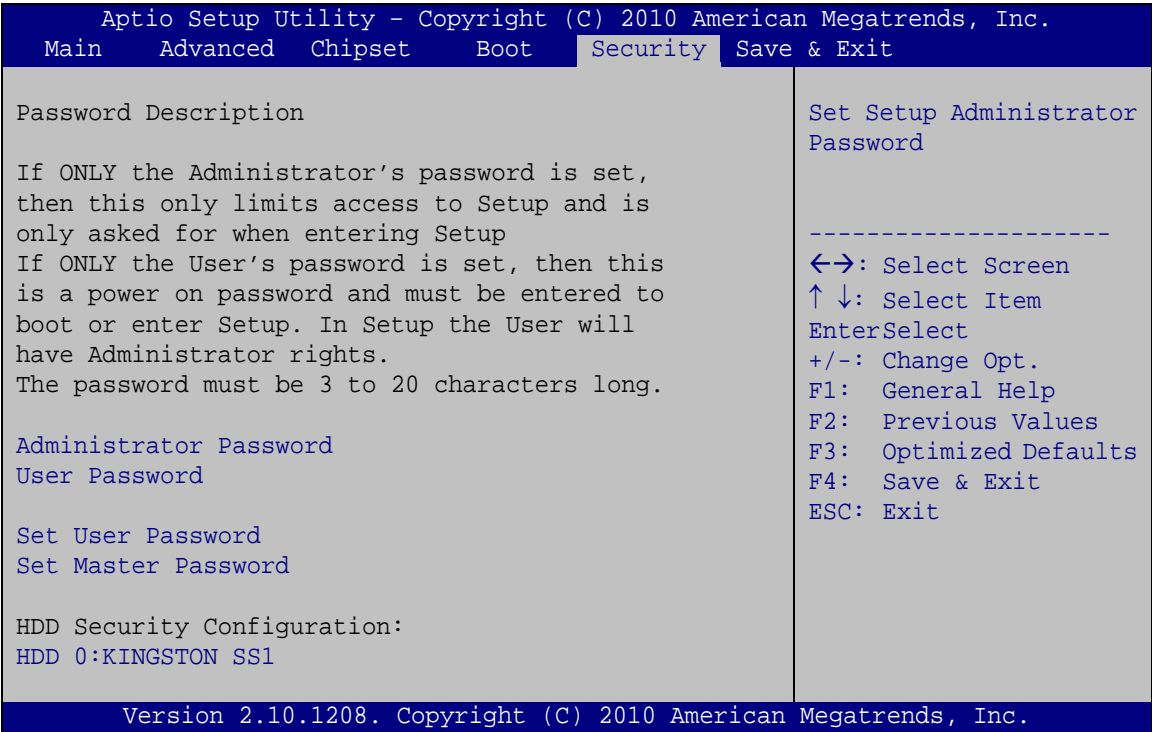 Aptio Setup Utility – Copyright (C) 2010 American Megatrends, Inc.
Main Advanced Chipset Boot Security Save & Exit
Password Description
If ONLY the Administrator’s password is set,
then this only limits access to Setup and is
only asked for when entering Setup
If ONLY the User’s password is set, then this
is a power on password and must be entered to
boot or enter Setup. In Setup the User will
have Administrator rights.
The password must be 3 to 20 characters long.
Administrator Password
User Password
Set User Password
Set Master Password
HDD Security Configuration:
HDD 0:KINGSTON SS1
Set Setup Administrator
Password
---------------------
←→: Select Screen
↑ ↓: Select Item
EnterSelect
+/-: Change Opt.
F1: General Help
F2: Previous Values
F3: Optimized Defaults
F4: Save & Exit
ESC: Exit
Version 2.10.1208. Copyright (C) 2010 American Megatrends, Inc.